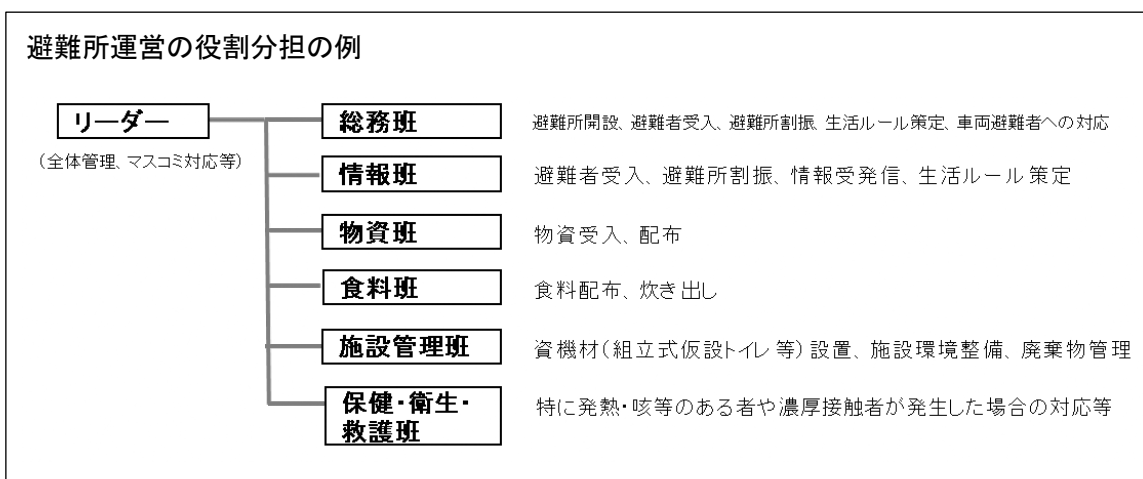 避難所運営の役割分担の例
リーダー
(全体管理、マスコミ対応等)
総務班
避難所開設、避難者受入、避難所割振、生活ルール策定、車両避難者への対応
情報班
避難者受入、避難所割振、情報受発信、生活ルール策定
物資班
物資受入、配布
食料班
食料配布、炊き出し
施設管理班
資機材(組立式仮設トイレ等)設置、施設環境整備、廃棄物管理
保健・衛生・
救護班
特に発熱・咳等のある者や濃厚接触者が発生した場合の対応等